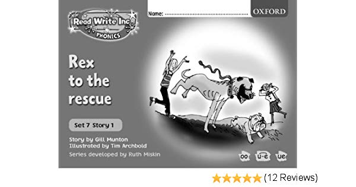 Read Write Inc.
PHONICS
Name:
OXFORD
Rex
to the
rescue
Set 7 Story 1
Story by Gill Munton
Illustrated by Tim Archbold
Series developed by Ruth Miskin
oo u-e ue
(12 Reviews)